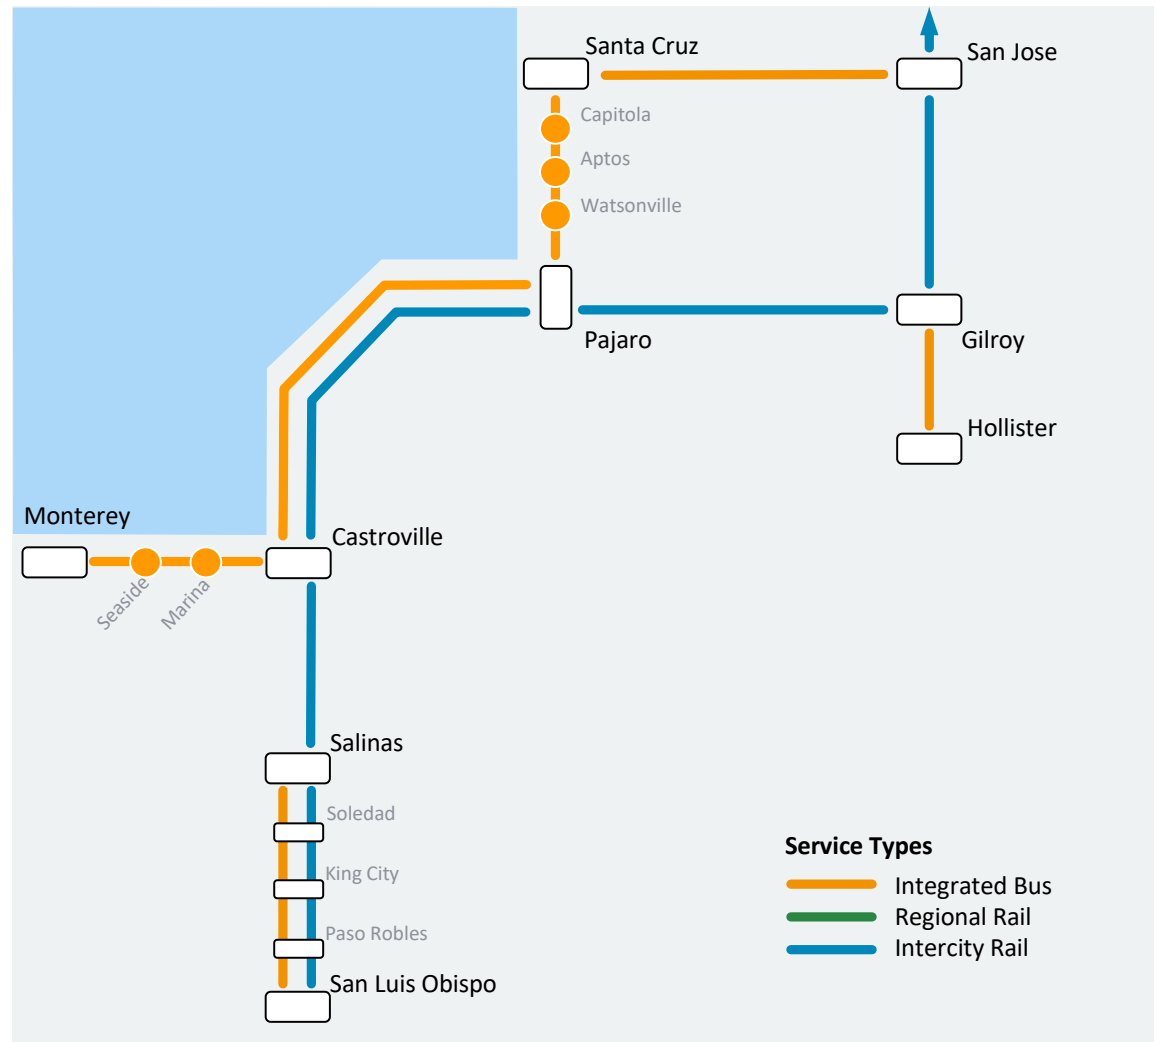 Santa Cruz
San Jose
Capitola
Aptos
Watsonville
Pajaro
Gilroy
Hollister
Monterey
Castroville
Seaside
Marina
Salinas
Soledad
King City
Paso Robles
San Luis Obispo
Service Types
Integrated Bus
Regional Rail
Intercity Rail